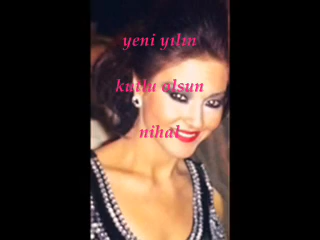 yeni yılın
kutlu olsun
nihal